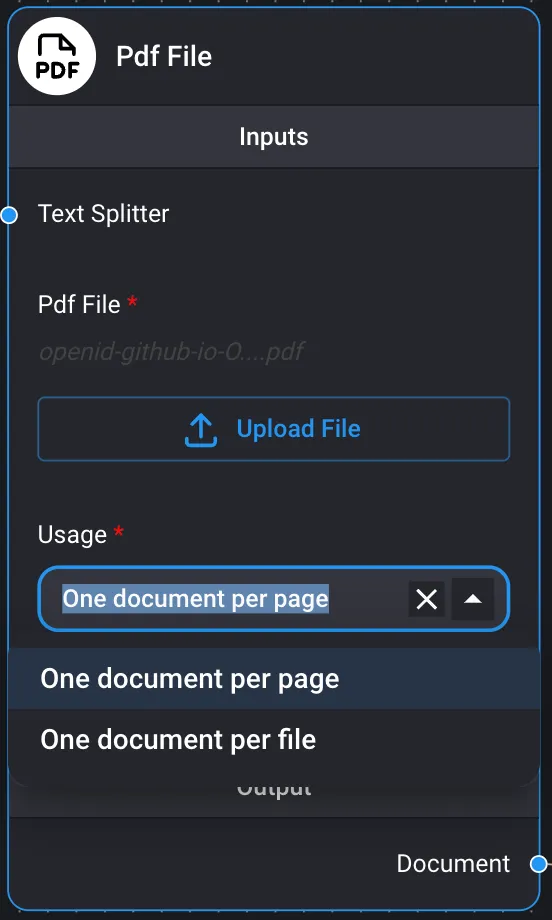 PDF
Pdf File
Inputs
Text Splitter
Pdf File *
openid-github-io-O....pdf
Upload File
Usage *
One document per page
One document per page
One document per file
Output
Document